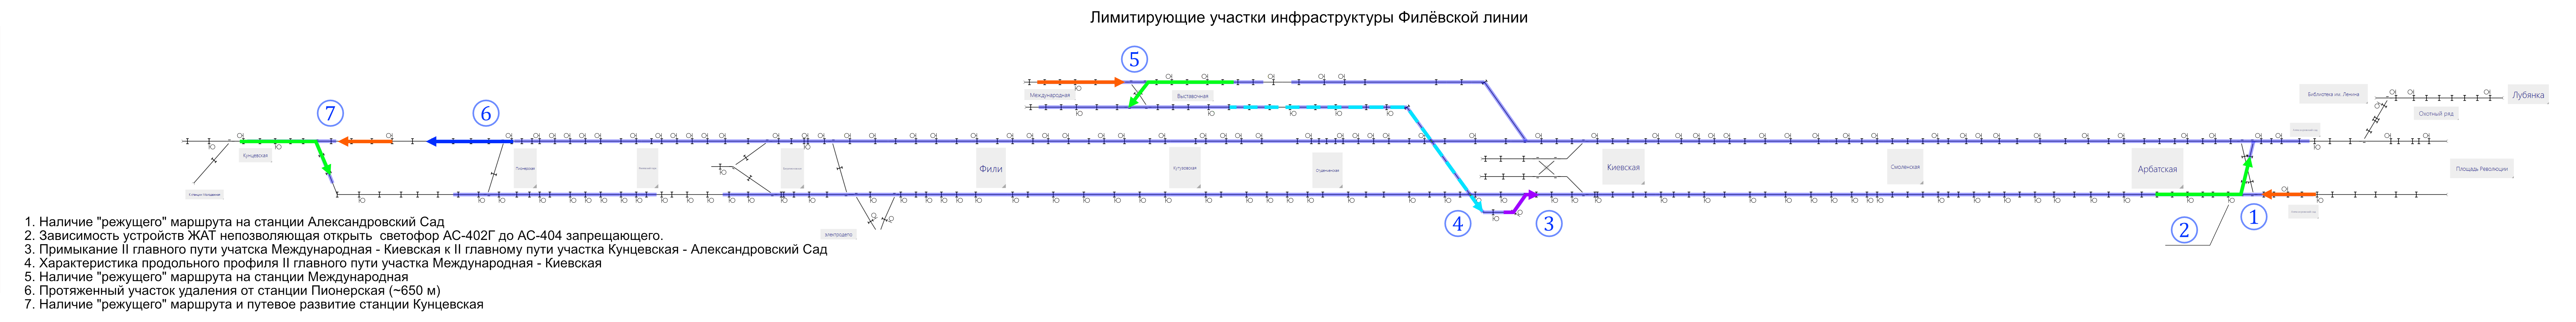 Лимитирующие участки инфраструктуры Филёвской линии
5
Международная
Выставочная
7
6
Библиотека им. Ленина
Лубянка
Охотный ряд
Кунцевская
Пионерская
Фили
Кутузовская
Студенческая
Киевская
Смоленская
Арбатская
Площадь Революции
4
3
2
1
1. Наличие "режущего" маршрута на станции Александровский Сад
2. Зависимость устройств ЖАТ непозволяющая открыть светофор АС-402Г до АС-404 запрещающего.
3. Примыкание II главного пути учатска Международная - Киевская к II главному пути участка Кунцевская - Александровский Сад
4. Характеристика продольного профиля II главного пути участка Международная - Киевская
5. Наличие "режущего" маршрута на станции Международная
6. Протяженный участок удаления от станции Пионерская (~650 м)
7. Наличие "режущего" маршрута и путевое развитие станции Кунцевская